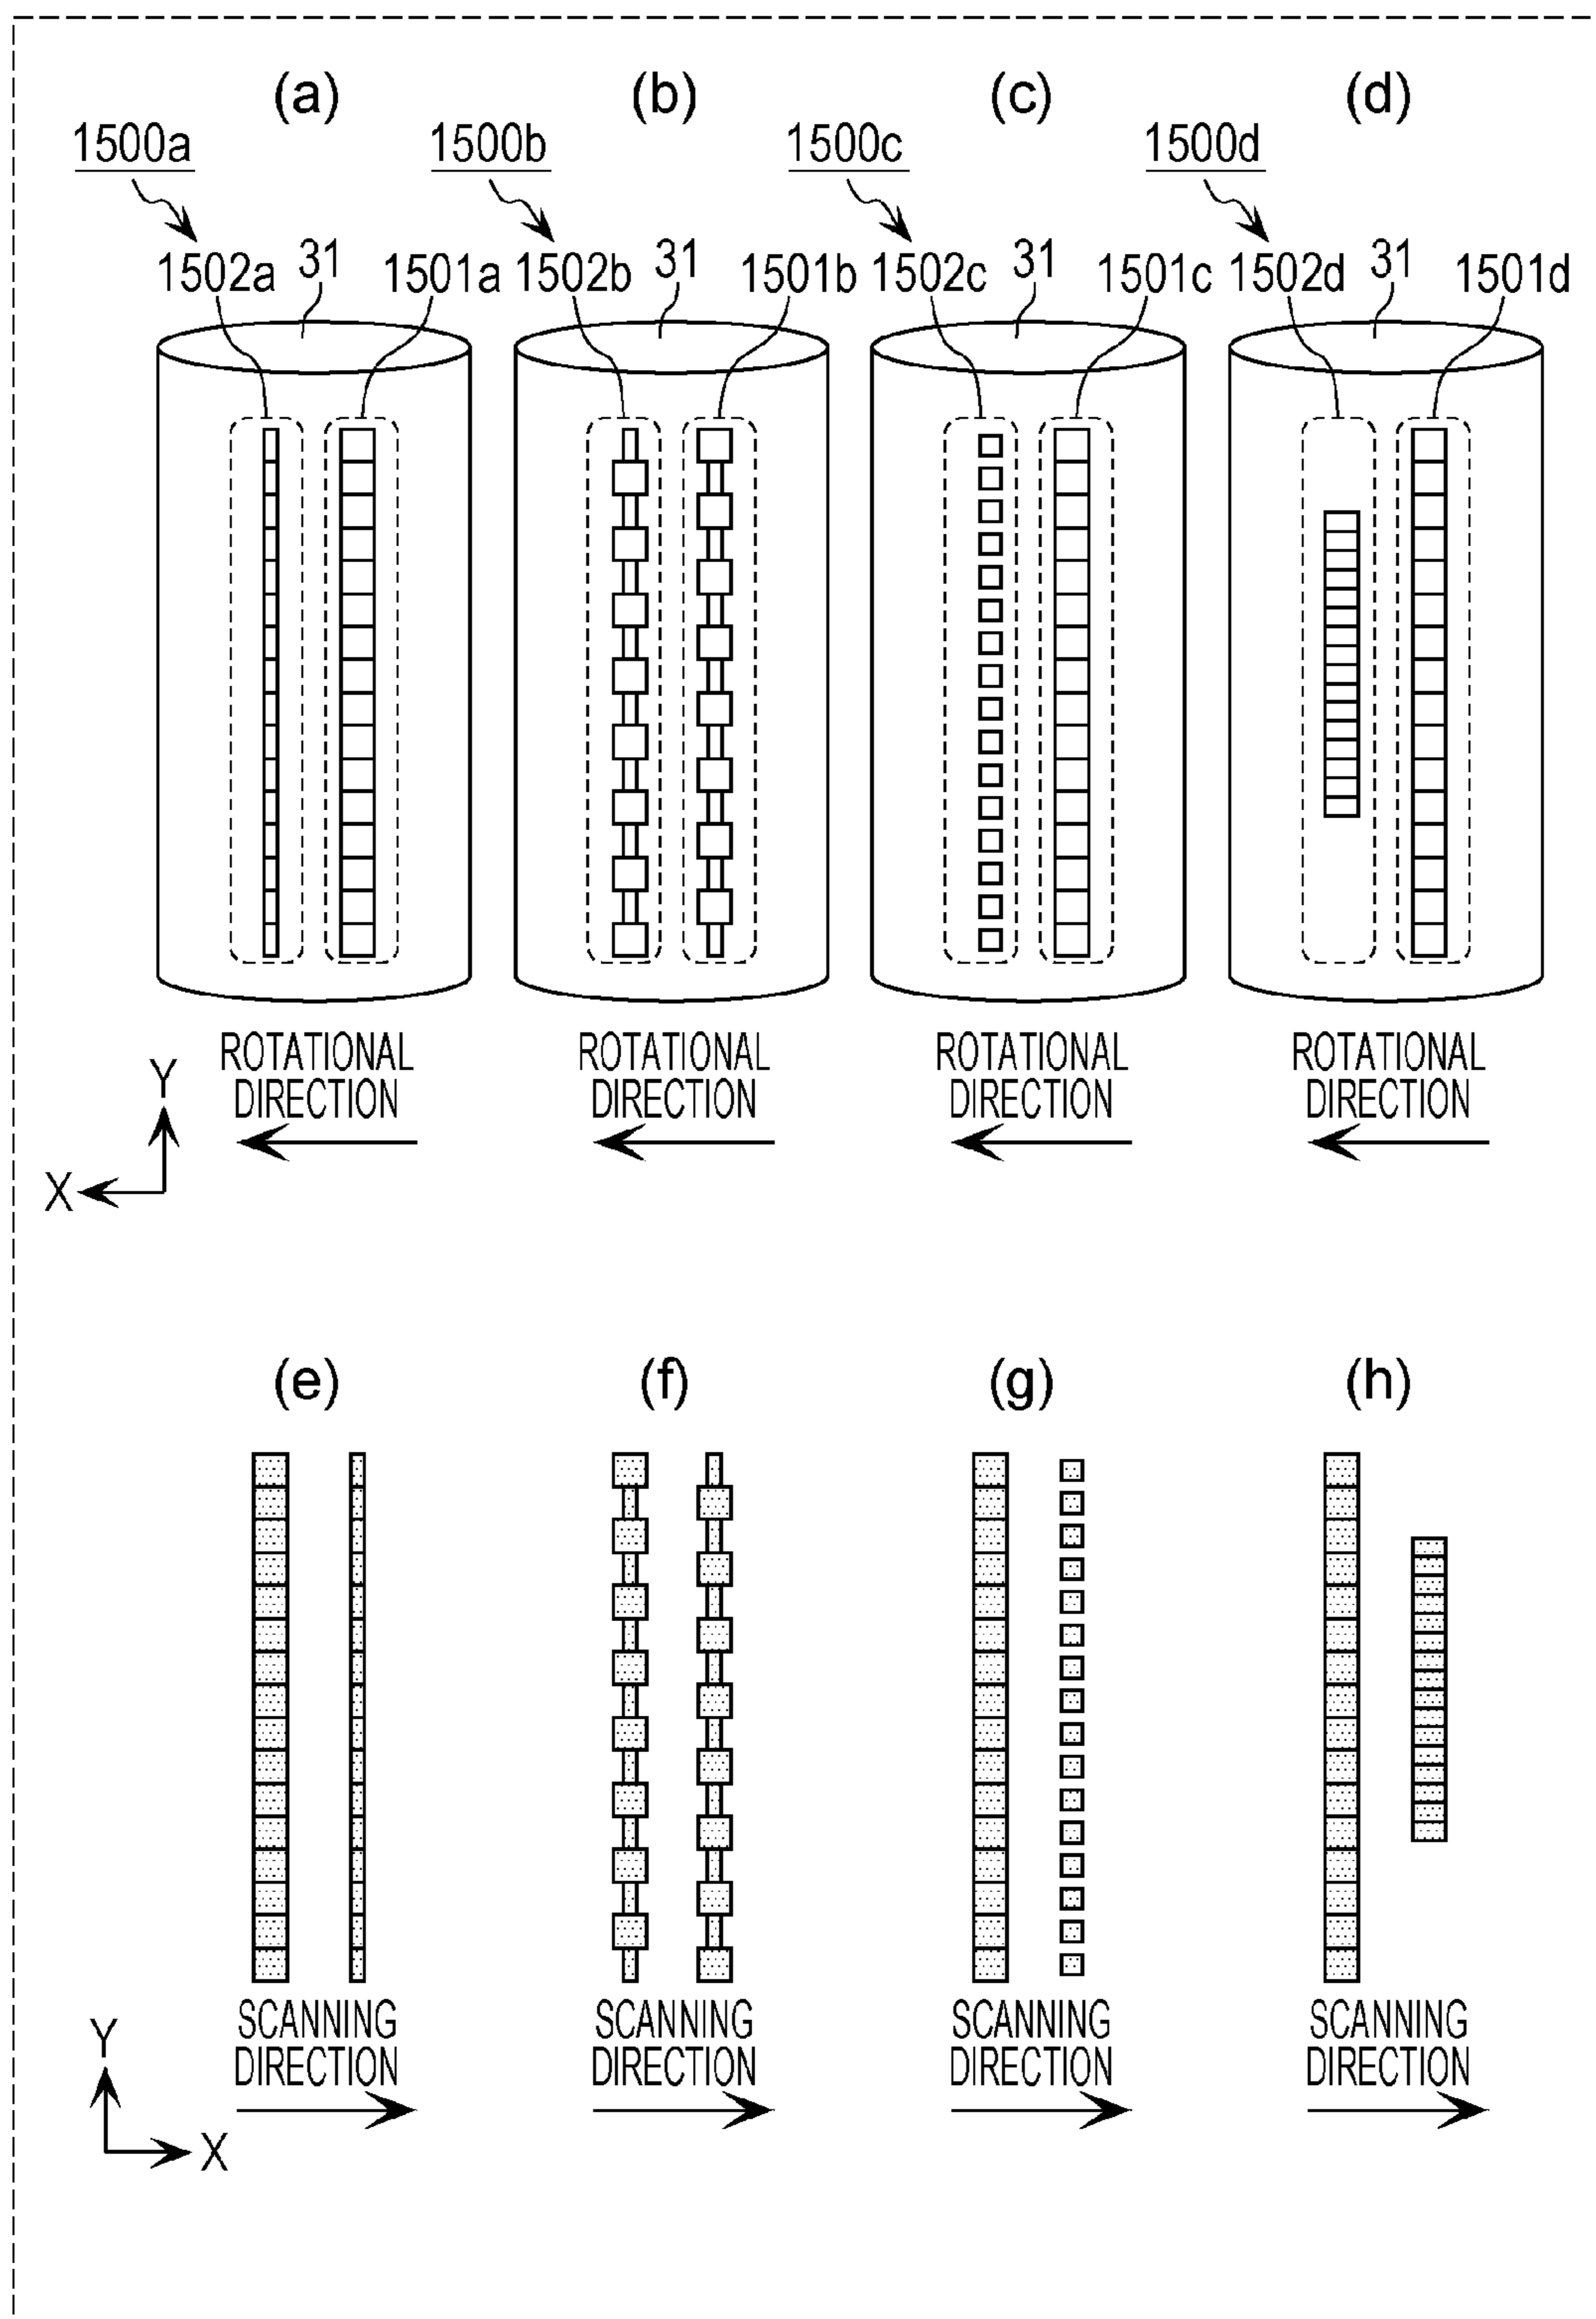 (a) (b) (c) (d)
1500a 1500b 1500c 1500d
1502a 31 1501a 1502b 31 1501b 1502c 31 1501c 1502d 31 1501d
ROTATIONAL ROTATIONAL ROTATIONAL ROTATIONAL
DIRECTION DIRECTION DIRECTION DIRECTION
Y
X
(e) (f) (g) (h)
SCANNING SCANNING SCANNING SCANNING
DIRECTION DIRECTION DIRECTION DIRECTION
Y
X